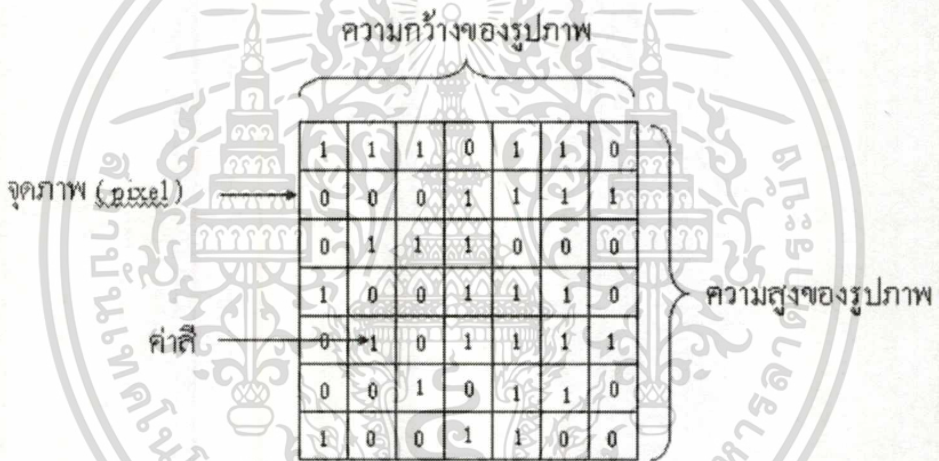 ความกว้างของรูปภาพ
1 1 1 0 1 1 0
จุดภาพ (pixel)
0 0 0 1 1 1 1
0 1 1 1 0 0 0
1 0 0 1 1 1 0
ความสูงของรูปภาพ
ค่าสี
0 1 0 1 1 1 1
0 0 1 0 1 1 0
1 0 0 1 1 0 0